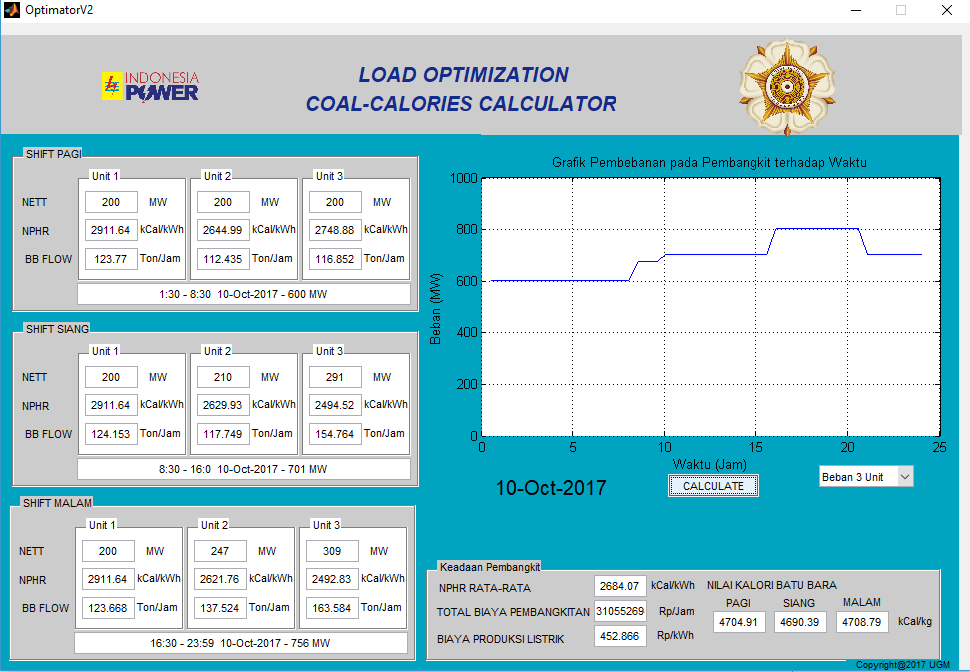 OptimatorV2
INDONESIA
POWER
LOAD OPTIMIZATION
COAL-CALORIES CALCULATOR
SHIFT PAGI
Unit 1 Unit 2 Unit 3
NETT 200 MW 200 MW 200 MW
NPHR 2911.64 kCal/kWh 2644.99 kCal/kWh 2748.88 kCal/kWh
BB FLOW 123.77 Ton/Jam 112.435 Ton/Jam 116.852 Ton/Jam
1:30 - 8:30 10-Oct-2017 - 600 MW
SHIFT SIANG
Unit 1 Unit 2 Unit 3
NETT 200 MW 210 MW 291 MW
NPHR 2911.64 kCal/kWh 2629.93 kCal/kWh 2494.52 kCal/kWh
BB FLOW 124.153 Ton/Jam 117.749 Ton/Jam 154.764 Ton/Jam
8:30 - 16:0 10-Oct-2017 - 701 MW
SHIFT MALAM
Unit 1 Unit 2 Unit 3
NETT 200 MW 247 MW 309 MW
NPHR 2911.64 kCal/kWh 2621.76 kCal/kWh 2492.83 kCal/kWh
BB FLOW 123.668 Ton/Jam 137.524 Ton/Jam 163.584 Ton/Jam
16:30 - 23:59 10-Oct-2017 - 756 MW
Grafik Pembebanan pada Pembangkit terhadap Waktu
1000
800
600
400
200
0
Beban (MW)
0 5 10 15 20 25
Waktu (Jam)
10-Oct-2017
CALCULATE
Beban 3 Unit
Keadaan Pembangkit
NPHR RATA-RATA 2684.07 kCal/kWh
TOTAL BIAYA PEMBANGKITAN 31055269 Rp/Jam
BIAYA PRODUKSI LISTRIK 452.866 Rp/kWh
NILAI KALORI BATU BARA
PAGI SIANG MALAM
4704.91 4690.39 4708.79 kCal/kg
Copyright@2017 UGM